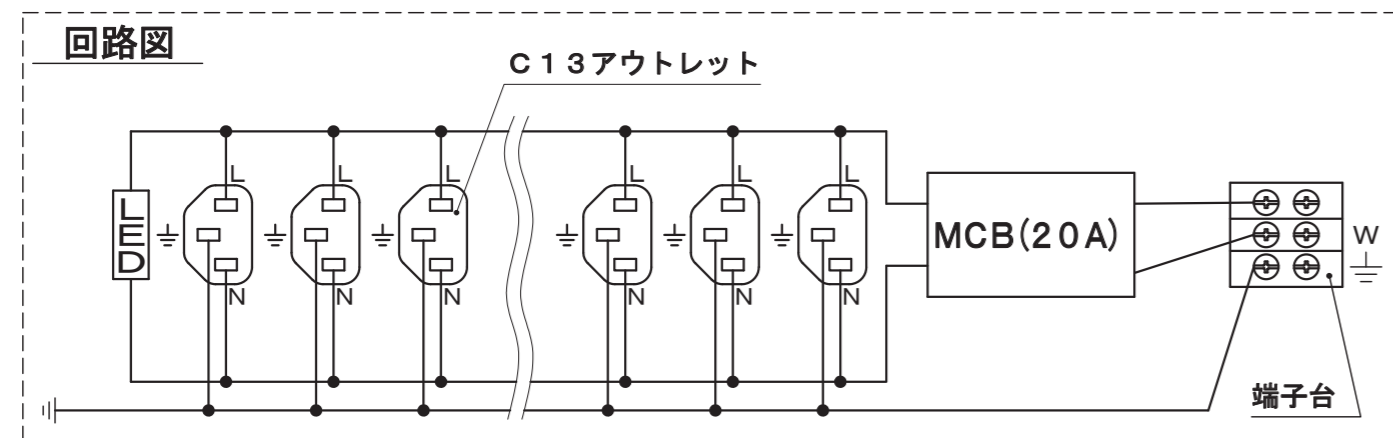 回路図
C13アウトレット
L L L L L L
LED
MCB(20A)
W
N N N N N N
端子台